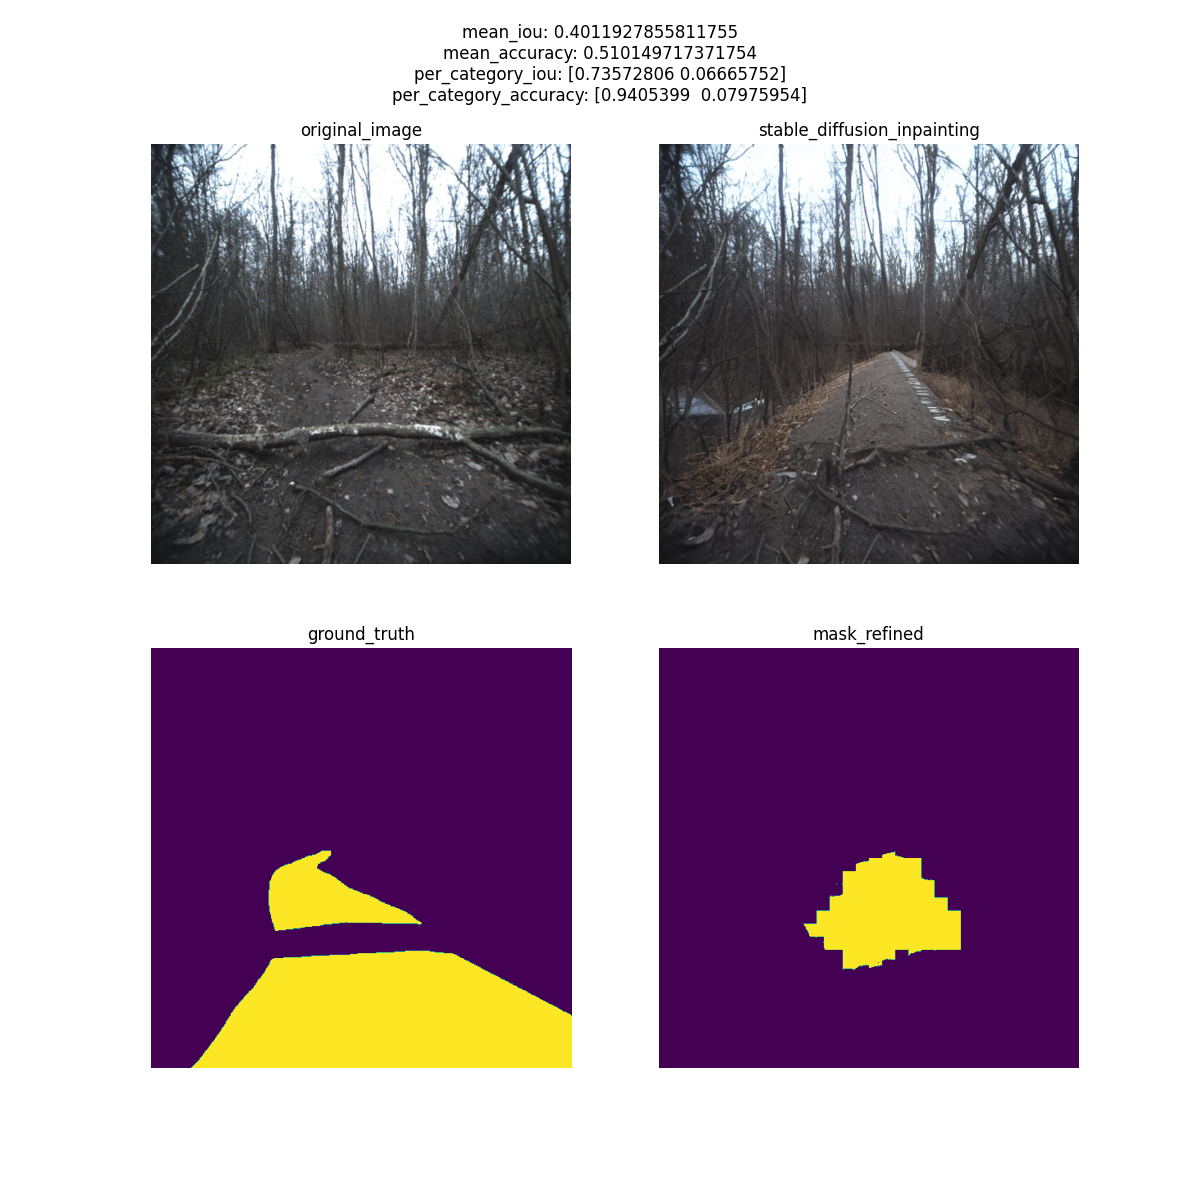 mean_iou: 0.4011927855811755
mean_accuracy: 0.510149717371754
per_category_iou: [0.73572806 0.06665752]
per_category_accuracy: [0.9405399  0.07975954]
original_image
stable_diffusion_inpainting
ground_truth
mask_refined